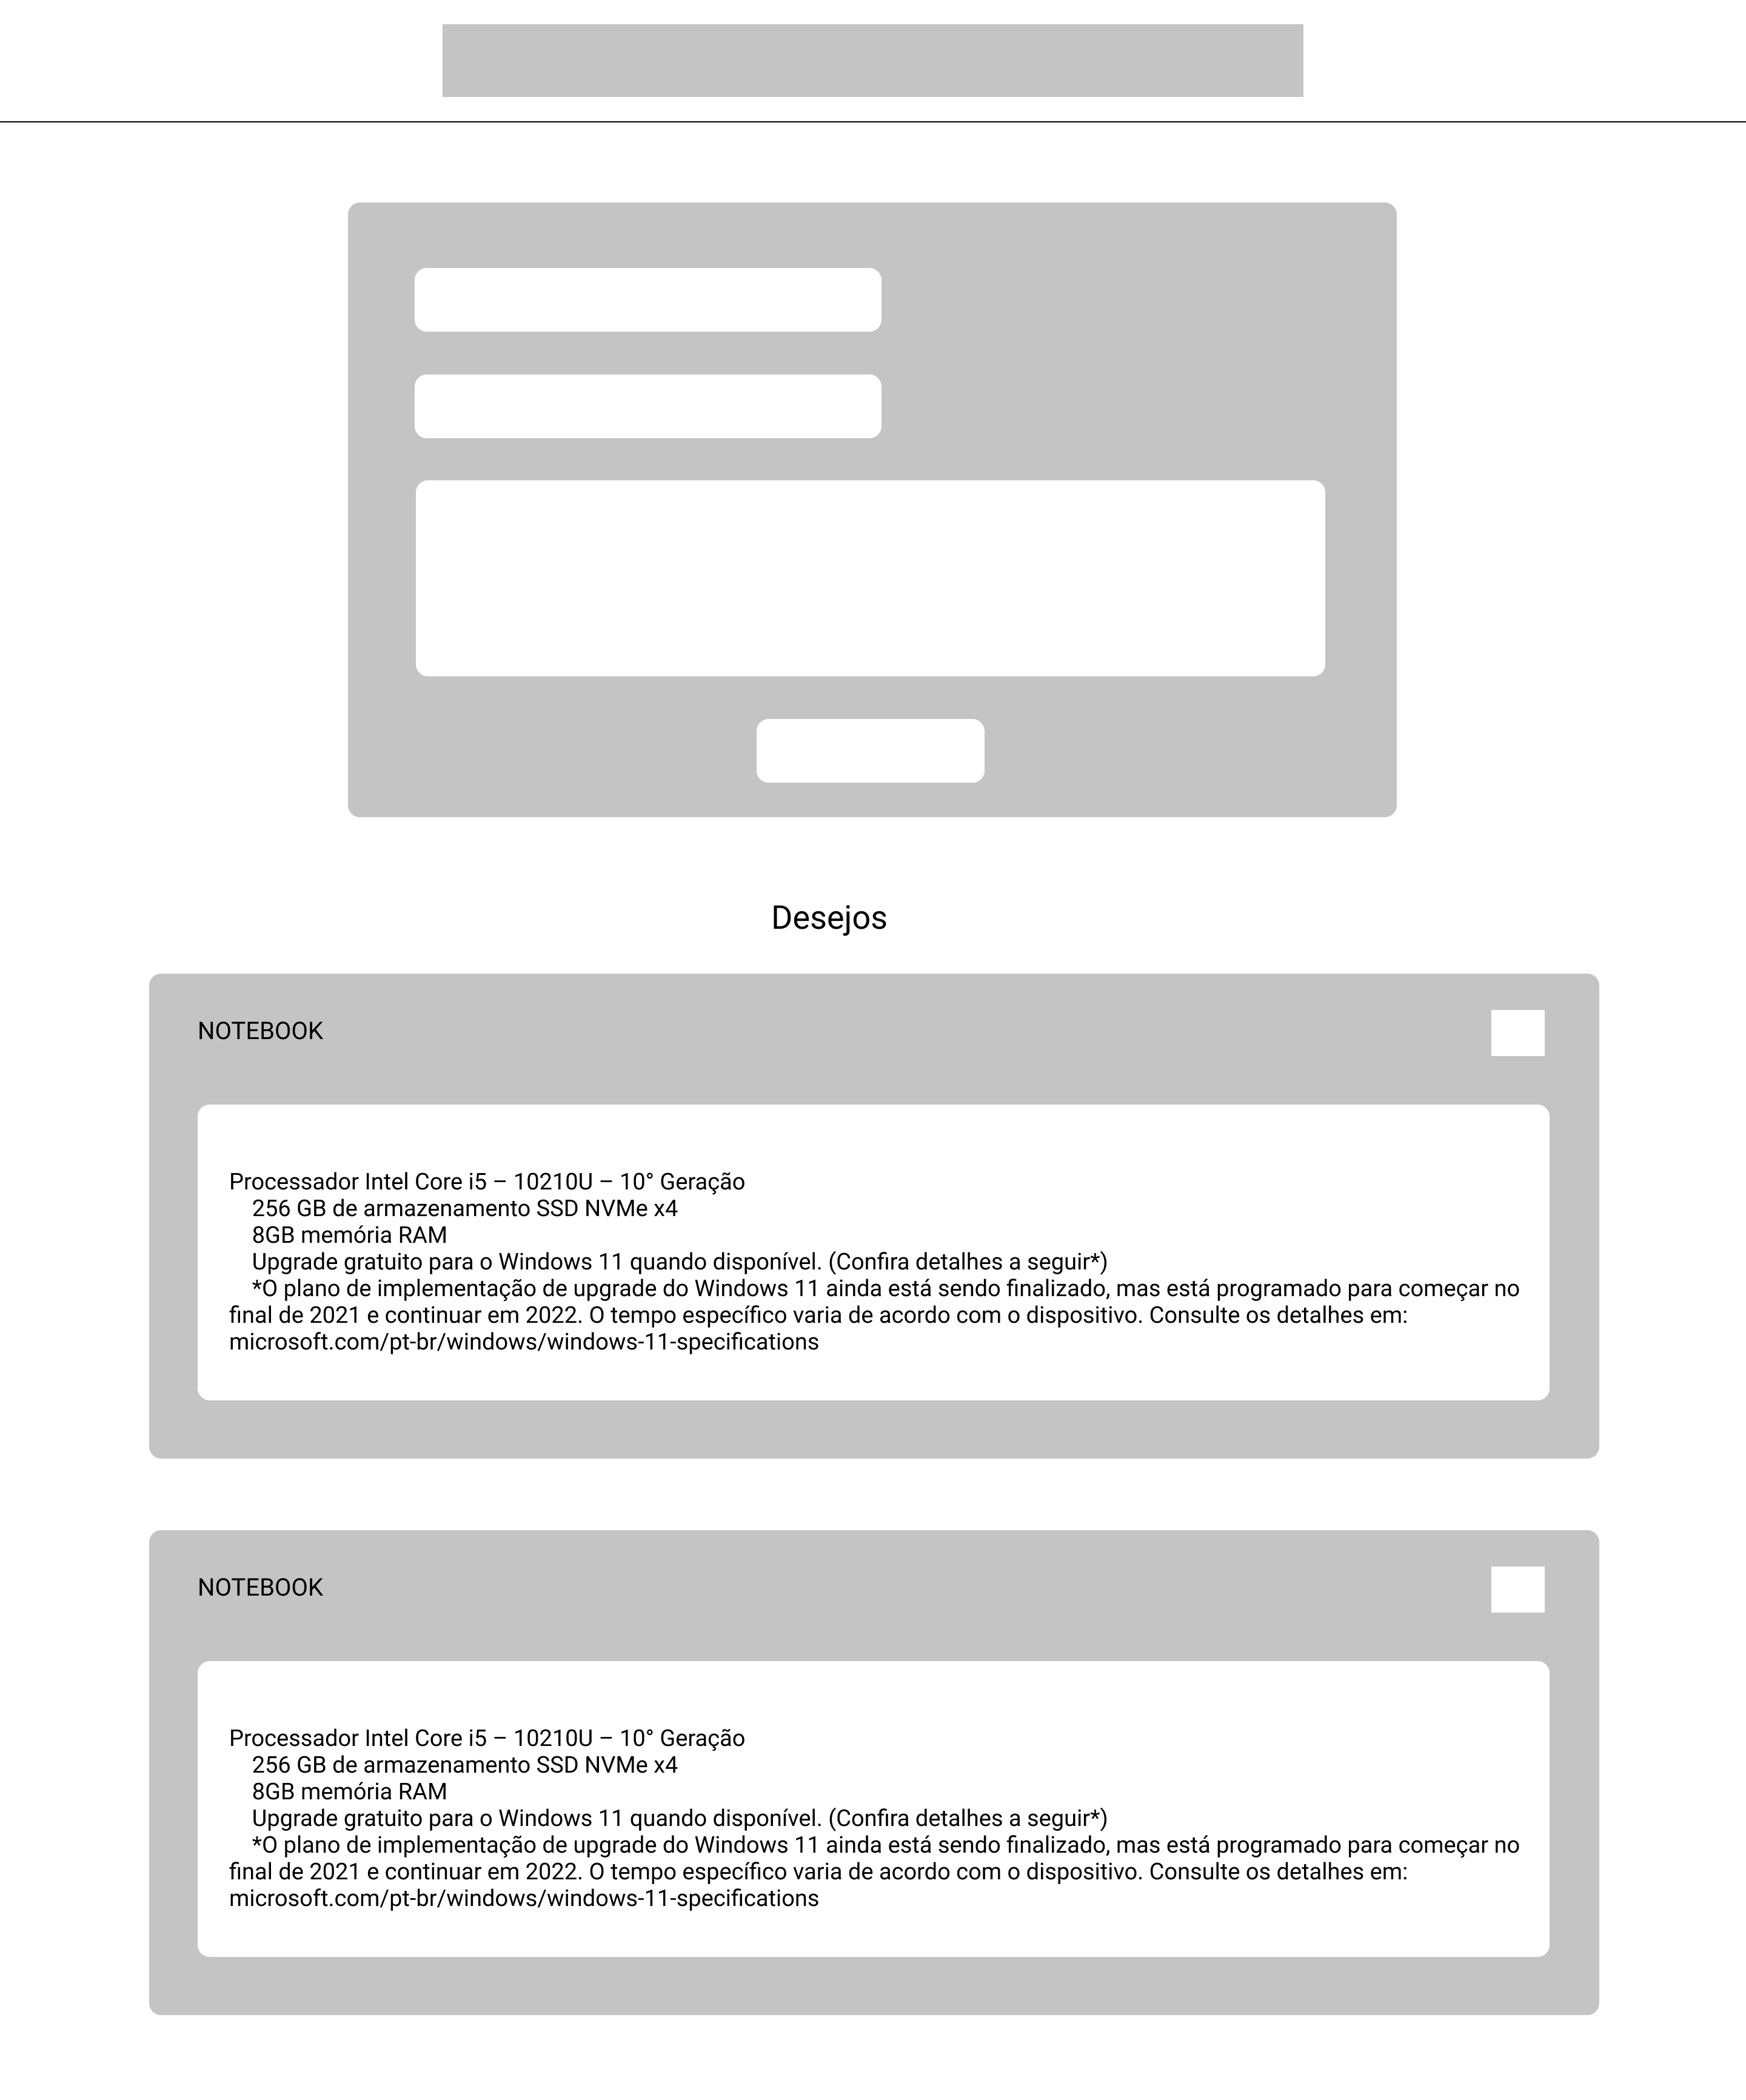 Desejos
NOTEBOOK
Processador Intel Core i5 – 10210U – 10° Geração
256 GB de armazenamento SSD NVMe x4
8GB memória RAM
Upgrade gratuito para o Windows 11 quando disponível. (Confira detalhes a seguir*)
*O plano de implementação de upgrade do Windows 11 ainda está sendo finalizado, mas está programado para começar no
final de 2021 e continuar em 2022. O tempo específico varia de acordo com o dispositivo. Consulte os detalhes em:
microsoft.com/pt-br/windows/windows-11-specifications
NOTEBOOK
Processador Intel Core i5 – 10210U – 10° Geração
256 GB de armazenamento SSD NVMe x4
8GB memória RAM
Upgrade gratuito para o Windows 11 quando disponível. (Confira detalhes a seguir*)
*O plano de implementação de upgrade do Windows 11 ainda está sendo finalizado, mas está programado para começar no
final de 2021 e continuar em 2022. O tempo específico varia de acordo com o dispositivo. Consulte os detalhes em:
microsoft.com/pt-br/windows/windows-11-specifications